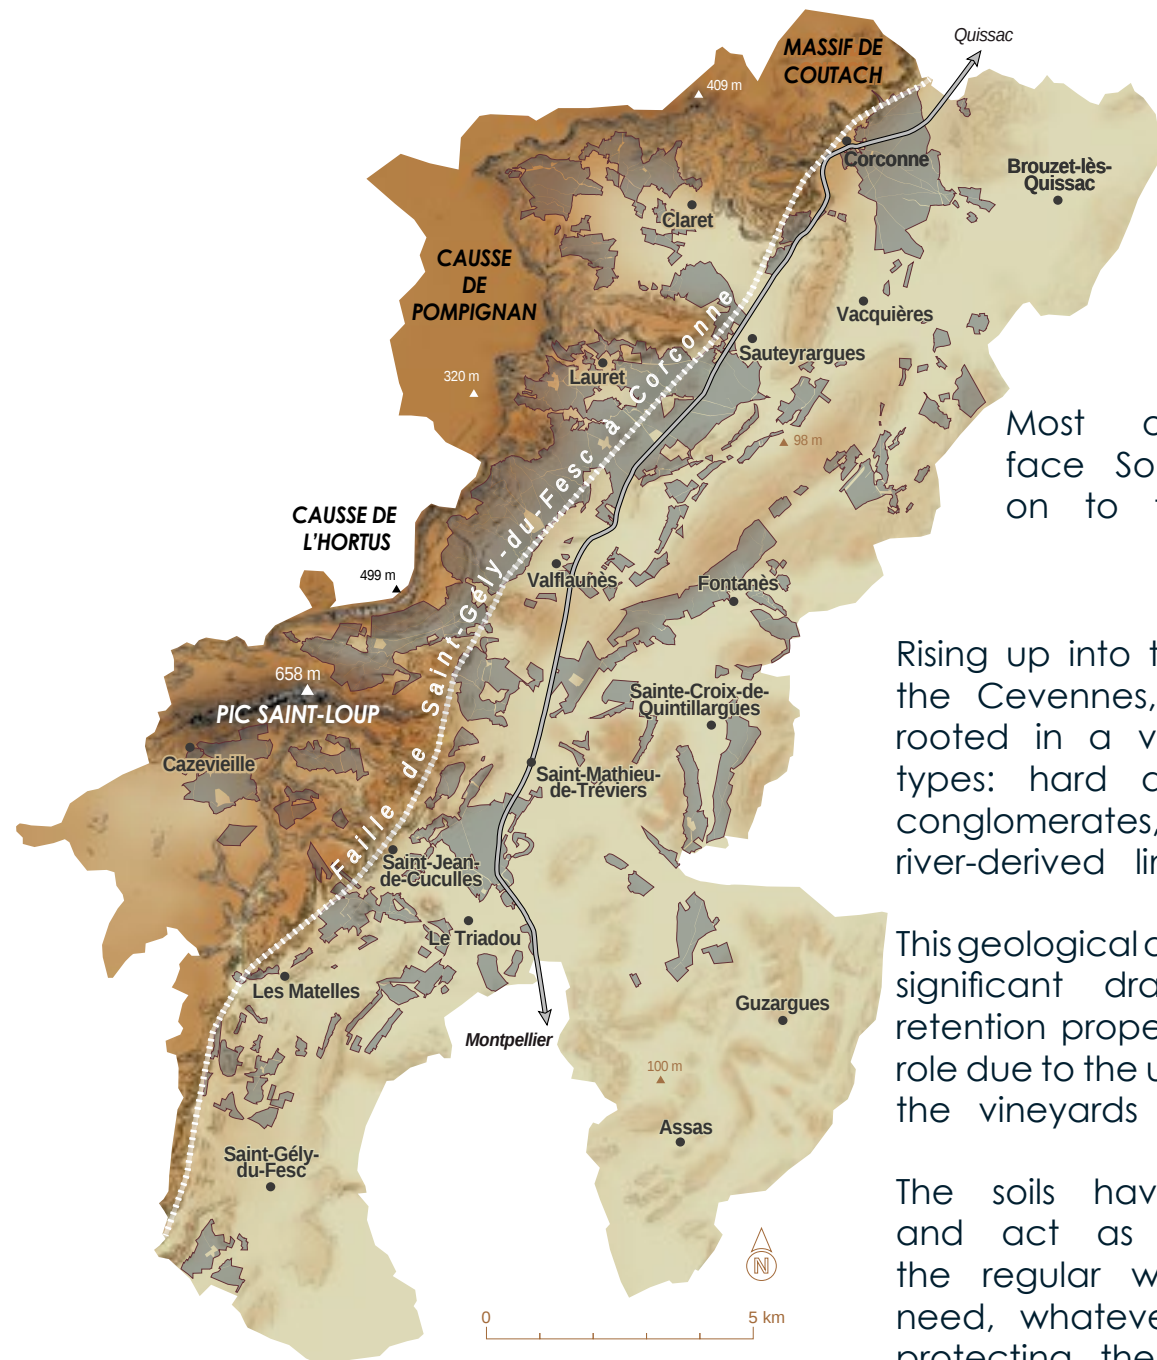 Quissac
MASSIF DE
COUTACH
409 m
Corconne
Brouzet-lès-
Quissac
Claret
CAUSSE
DE
POMPIGNAN
Vacquières
Sauteyrargues
Lauret
320 m
98 m
Most
face
on to
CAUSSE DE
L'HORTUS
499 m
Valflaunès
Fontanès
Faille de Saint-Gély-du-Fesc à Corconne
658 m
PIC SAINT-LOUP
Cazevieille
Sainte-Croix-de-
Quintillargues
Saint-Mathieu-
de-Tréviers
Saint-Jean-
de-Cuculles
Le Triadou
Les Matelles
Montpellier
Guzargues
100 m
Assas
Saint-Gély-
du-Fesc
N
0 5 km
Rising up into
the Cevennes,
rooted in a
types: hard
conglomerates,
river-derived
This geological
significant
retention
role due to the
the vineyards
The soils
and act as
the regular
need,
protecting the